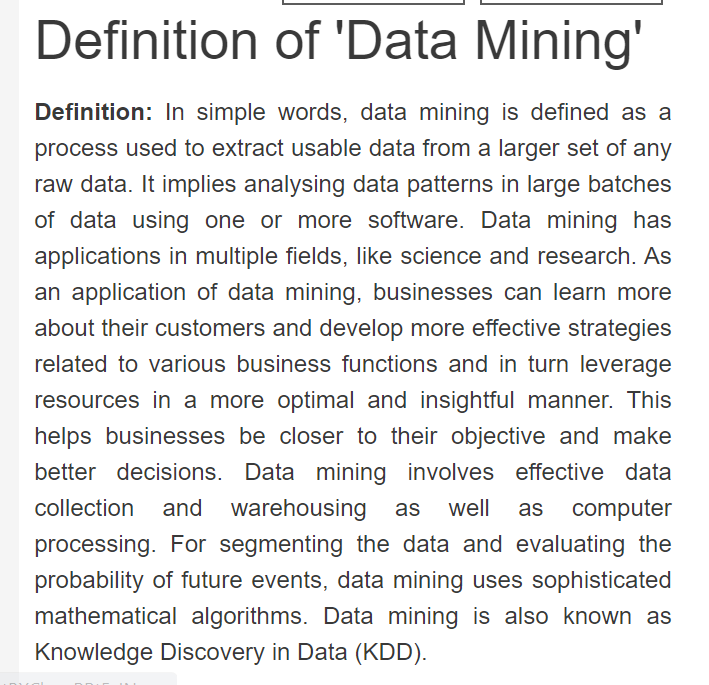 Definition of 'Data Mining'
Definition: In simple words, data mining is defined as a
process used to extract usable data from a larger set of any
raw data. It implies analysing data patterns in large batches
of data using one or more software. Data mining has
applications in multiple fields, like science and research. As
an application of data mining, businesses can learn more
about their customers and develop more effective strategies
related to various business functions and in turn leverage
resources in a more optimal and insightful manner. This
helps businesses be closer to their objective and make
better decisions. Data mining involves effective data
collection and warehousing as well as computer
processing. For segmenting the data and evaluating the
probability of future events, data mining uses sophisticated
mathematical algorithms. Data mining is also known as
Knowledge Discovery in Data (KDD).